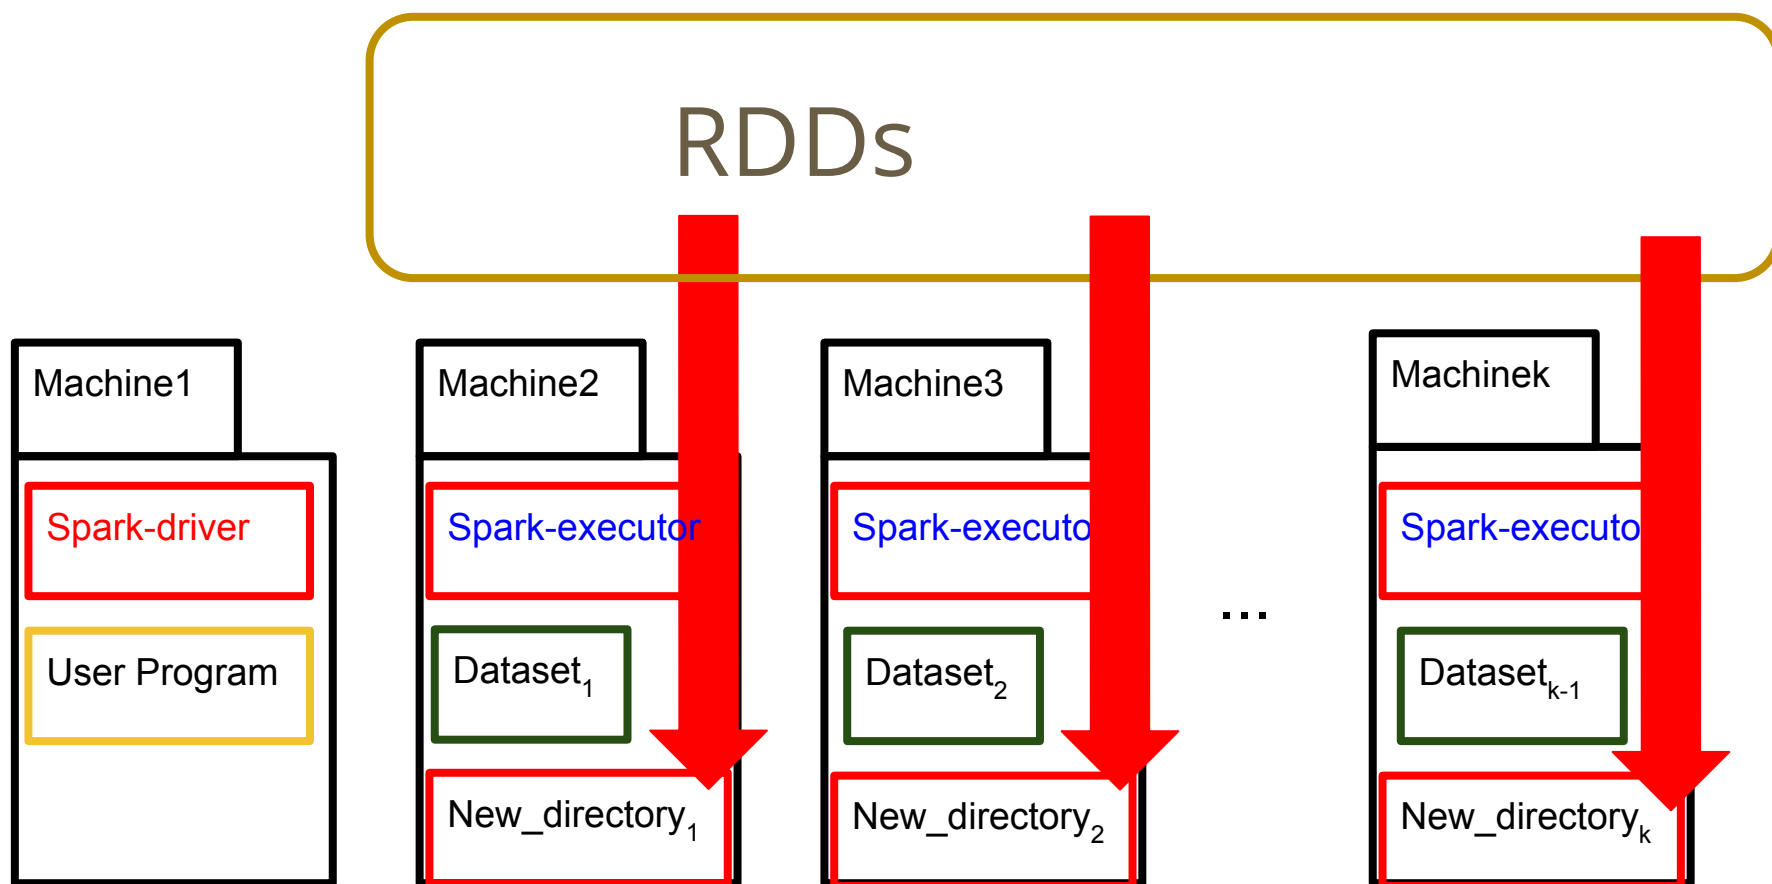 RDDs
Machine1
Machine2
Machine3
Machinek
Spark-driver
Spark-executor
Spark-executo
Spark-executo
User Program
Dataset1
Dataset2
...
Datasetk-1
New_directory1
New_directory2
New_directoryk